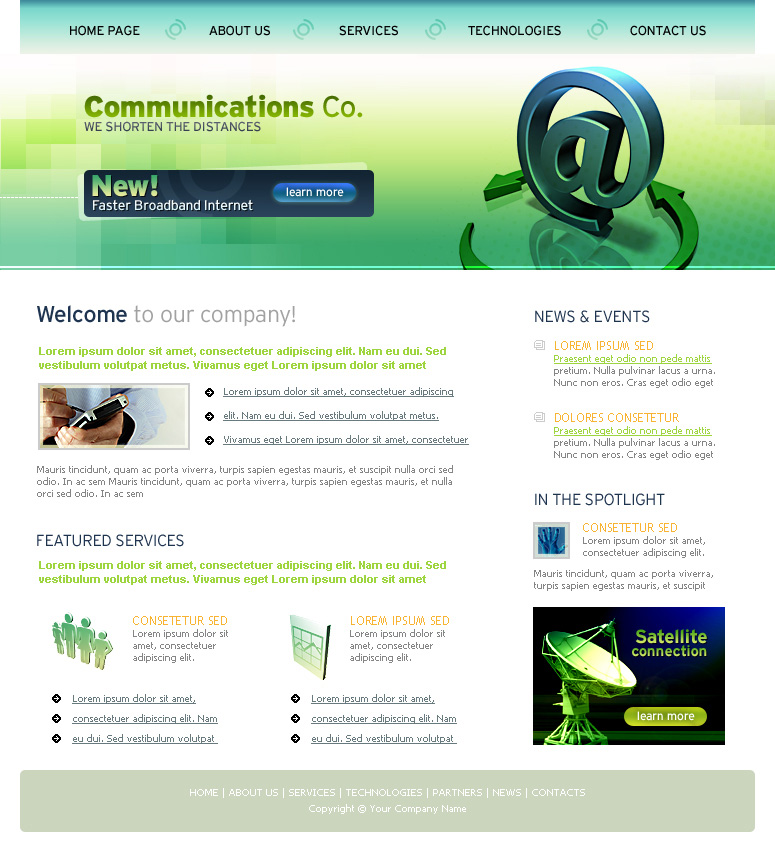 HOME PAGE ABOUT US SERVICES TECHNOLOGIES CONTACT US
Communications Co.
WE SHORTEN THE DISTANCES
New!
Faster Broadband Internet
learn more
@
Welcome to our company!
Lorem ipsum dolor sit amet, consectetuer adipiscing elit. Nam eu dui. Sed
vestibulum volutpat metus. Vivamus eget Lorem ipsum dolor sit amet
Lorem ipsum dolor sit amet, consectetuer adipiscing
elit. Nam eu dui. Sed vestibulum volutpat metus.
Vivamus eget Lorem ipsum dolor sit amet, consectetuer
Mauris tincidunt, quam ac porta viverra, turpis sapien egestas mauris, et suscipit nulla orci sed
odio. In ac sem Mauris tincidunt, quam ac porta viverra, turpis sapien egestas mauris, et nulla
orci sed odio. In ac sem
FEATURED SERVICES
Lorem ipsum dolor sit amet, consectetuer adipiscing elit. Nam eu dui. Sed
vestibulum volutpat metus. Vivamus eget Lorem ipsum dolor sit amet
CONSETETUR SED
Lorem ipsum dolor sit
amet, consectetuer
adipiscing elit.
Lorem ipsum dolor sit amet,
consectetuer adipiscing elit. Nam
eu dui. Sed vestibulum volutpat
LOREM IPSUM SED
Lorem ipsum dolor sit
amet, consectetuer
adipiscing elit.
Lorem ipsum dolor sit amet,
consectetuer adipiscing elit. Nam
eu dui. Sed vestibulum volutpat
NEWS & EVENTS
LOREM IPSUM SED
Praesent eget odio non pede mattis
pretium. Nulla pulvinar lacus a urna.
Nunc non eros. Cras eget odio eget
DOLORES CONSETETUR
Praesent eget odio non pede mattis
pretium. Nulla pulvinar lacus a urna.
Nunc non eros. Cras eget odio eget
IN THE SPOTLIGHT
CONSETETUR SED
Lorem ipsum dolor sit amet,
consectetuer adipiscing elit.
Mauris tincidunt, quam ac porta viverra,
turpis sapien egestas mauris, et suscipit
Satellite
connection
learn more
HOME | ABOUT US | SERVICES | TECHNOLOGIES | PARTNERS | NEWS | CONTACTS
Copyright © Your Company Name